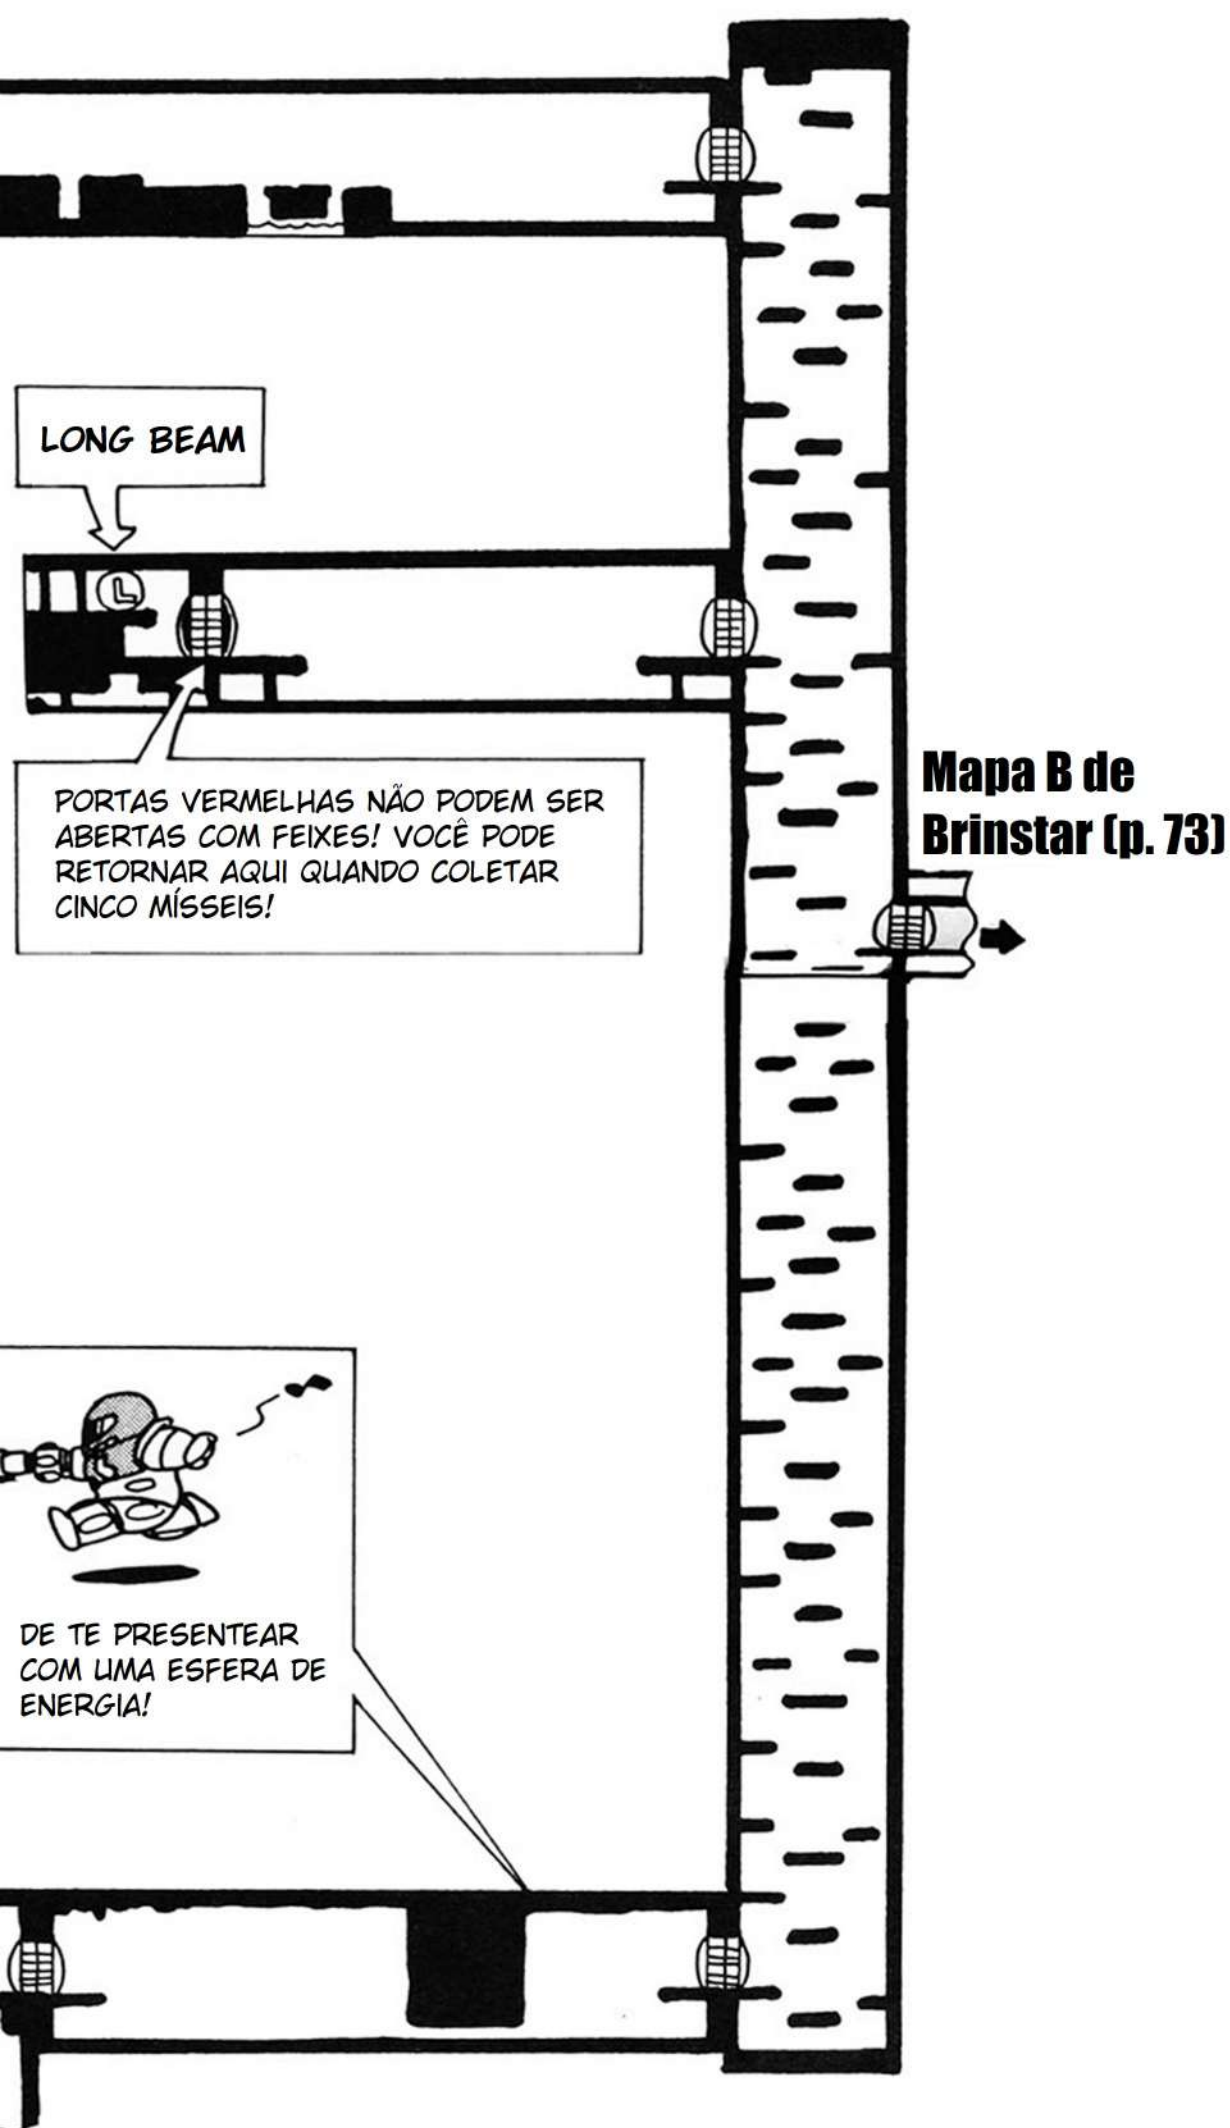 LONG BEAM
L
Mapa B de
Brinstar (p. 73)
PORTAS VERMELHAS NÃO PODEM SER
ABERTAS COM FEIXES! VOCÊ PODE
RETORNAR AQUI QUANDO COLETAR
CINCO MÍSSEIS!
DE TE PRESENTEAR
COM UMA ESFERA DE
ENERGIA!